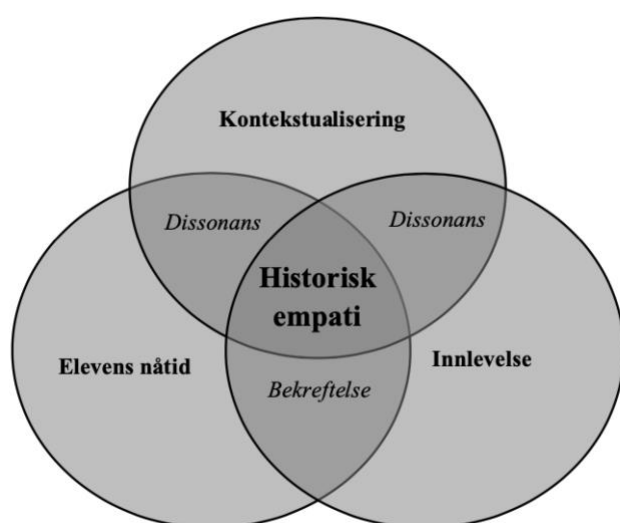 Kontekstualisering
Dissonans
Dissonans
Historisk
empati
Elevens nåtid
Innlevelse
Bekreftelse